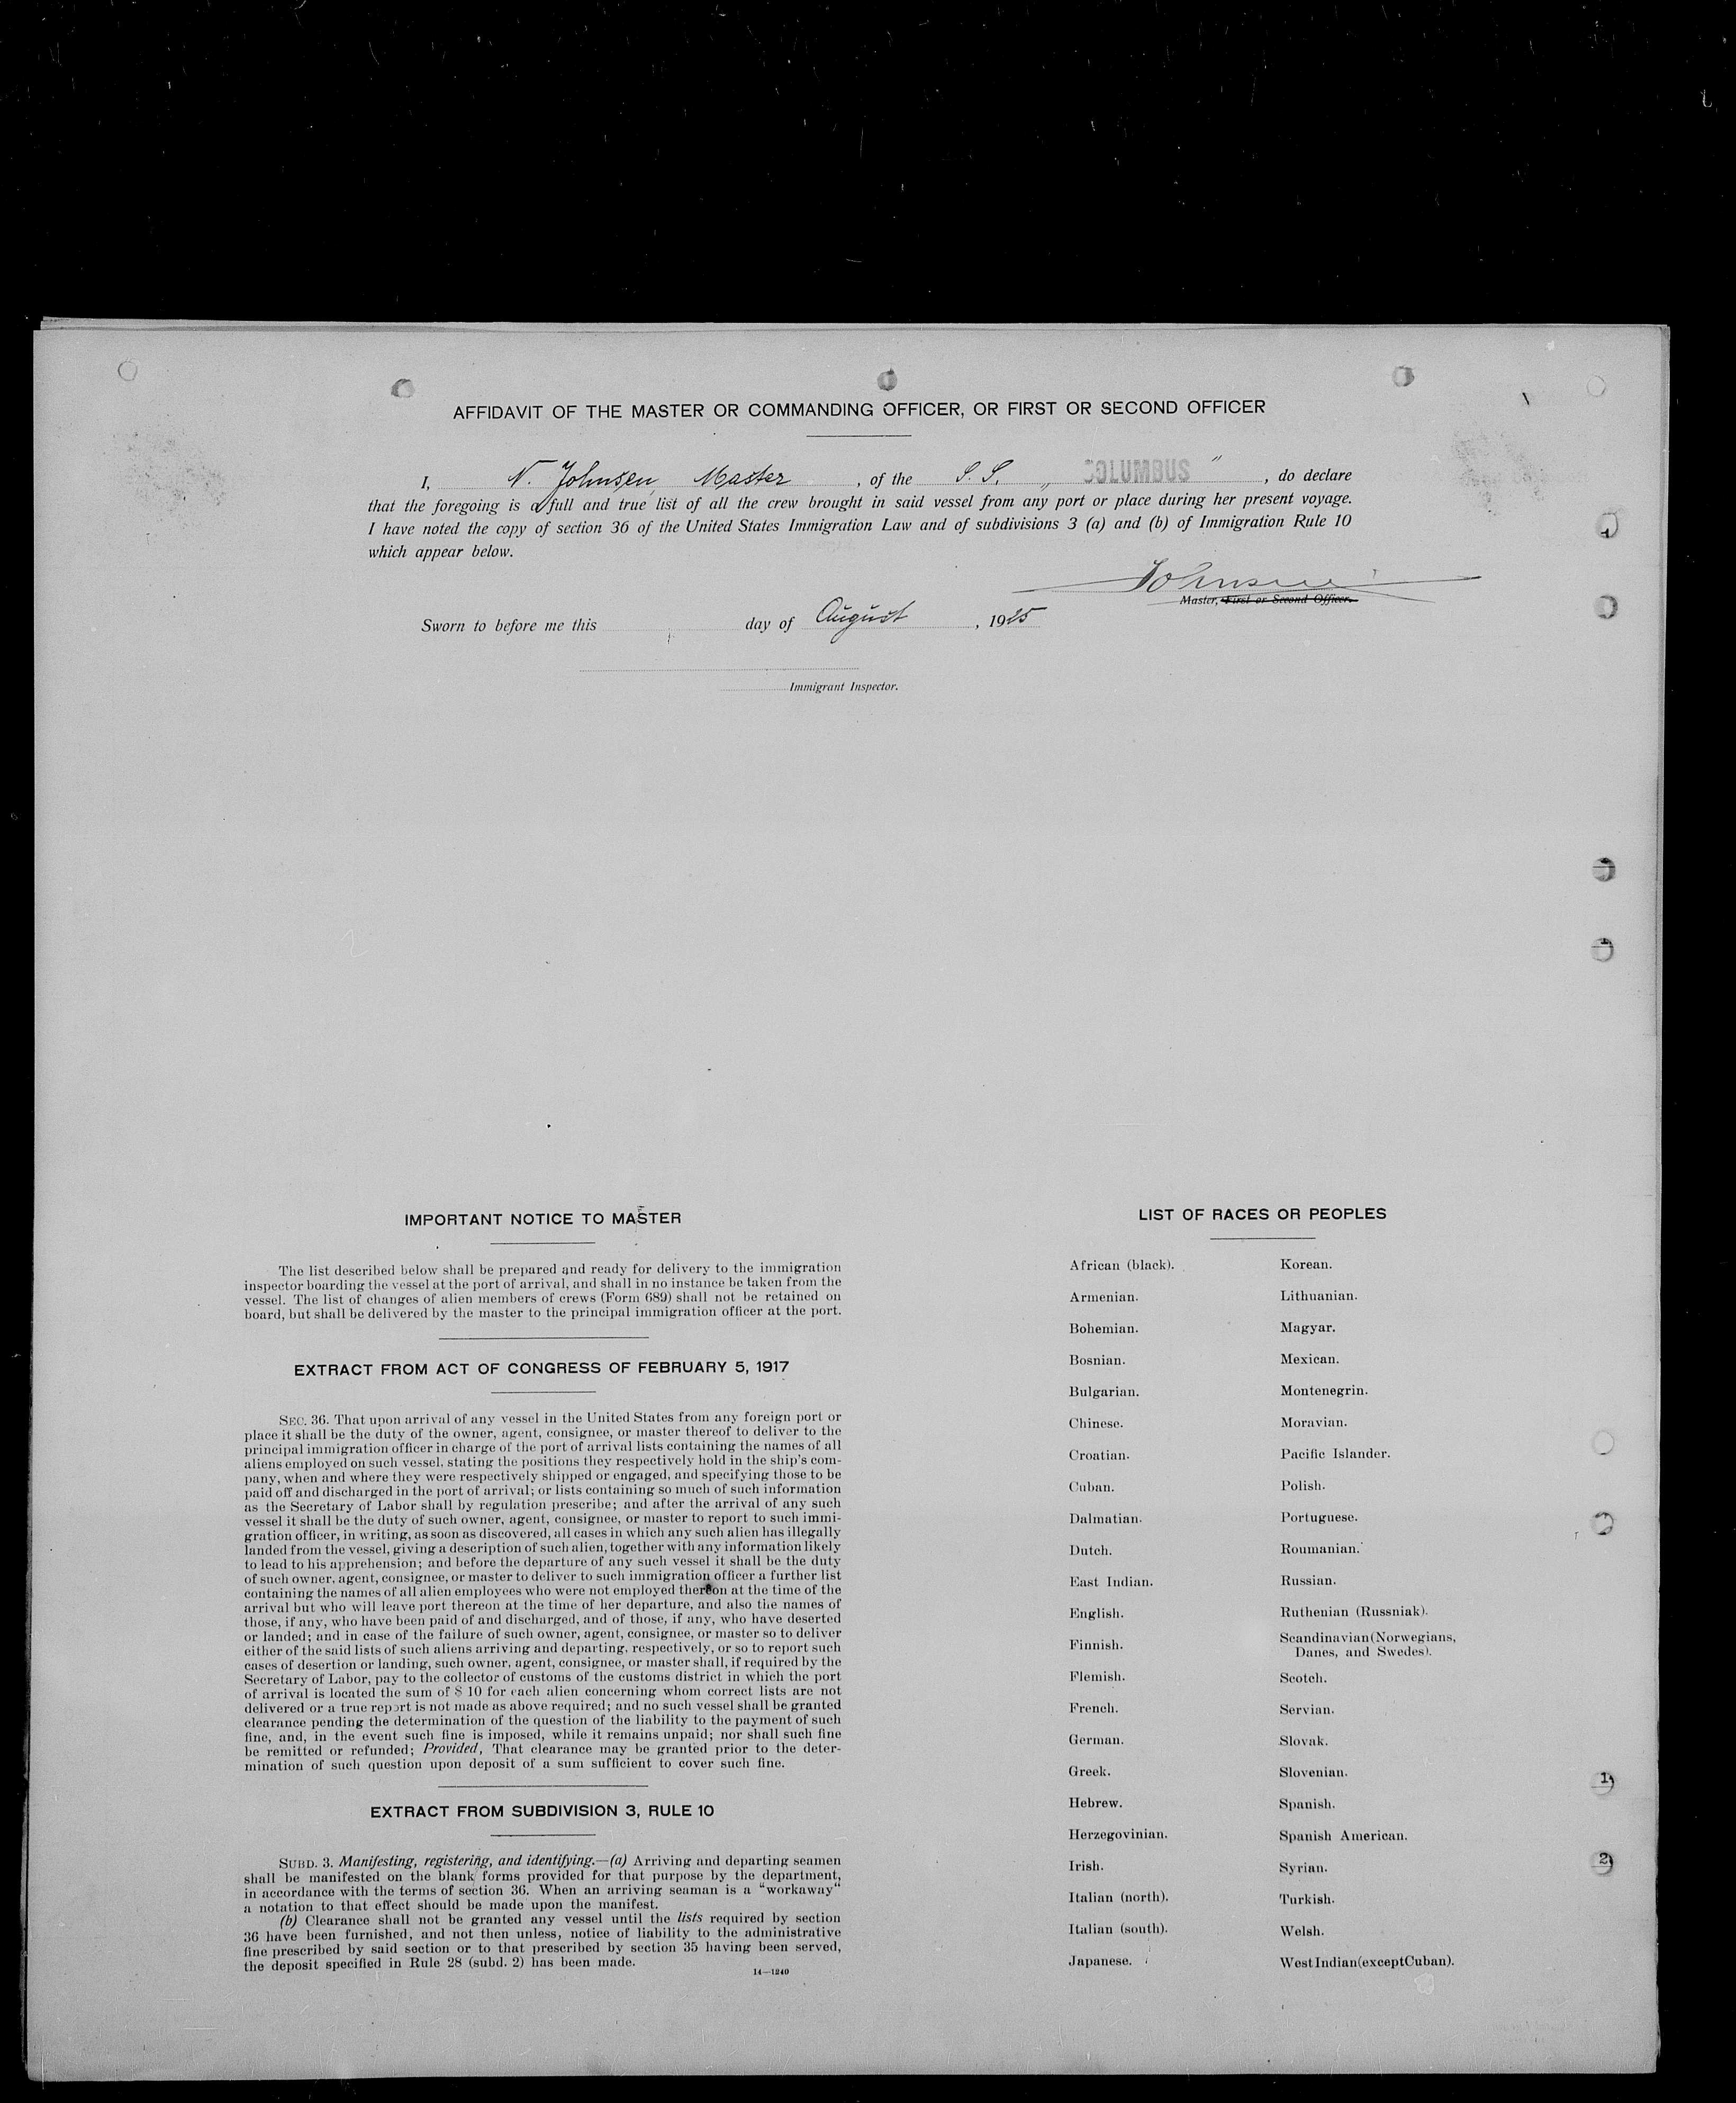 AFFIDAVIT OF THE MASTER OR COMMANDING OFFICER, OR FIRST OR SECOND OFFICER
I, N. Johnsen, Master, of the S. S. „ COLUMBUS ", do declare
that the foregoing is a full and true list of all the crew brought in said vessel from any port or place during her present voyage.
I have noted the copy of section 36 of the United States Immigration Law and of subdivisions 3 (a) and (b) of Immigration Rule 10
which appear below.
Johnsen
Master, First or Second Officer.
Sworn to before me this day of August, 1925
Immigrant Inspector.
IMPORTANT NOTICE TO MASTER
The list described below shall be prepared and ready for delivery to the immigration
inspector boarding the vessel at the port of arrival, and shall in no instance be taken from the
vessel. The list of changes of alien members of crews (Form 689) shall not be retained on
board, but shall be delivered by the master to the principal immigration officer at the port.
EXTRACT FROM ACT OF CONGRESS OF FEBRUARY 5, 1917
SEC. 36. That upon arrival of any vessel in the United States from any foreign port or
place it shall be the duty of the owner, agent, consignee, or master thereof to deliver to the
principal immigration officer in charge of the port of arrival lists containing the names of all
aliens employed on such vessel, stating the positions they respectively hold in the ship's com-
pany, when and where they were respectively shipped or engaged, and specifying those to be
paid off and discharged in the port of arrival; or lists containing so much of such information
as the Secretary of Labor shall by regulation prescribe; and after the arrival of any such
vessel it shall be the duty of such owner, agent, consignee, or master to report to such immi-
gration officer, in writing, as soon as discovered, all cases in which any such alien has illegally
landed from the vessel, giving a description of such alien, together with any information likely
to lead to his apprehension; and before the departure of any such vessel it shall be the duty
of such owner, agent, consignee, or master to deliver to such immigration officer a further list
containing the names of all alien employees who were not employed thereon at the time of the
arrival but who will leave port thereon at the time of her departure, and also the names of
those, if any, who have been paid of and discharged, and of those, if any, who have deserted
or landed; and in case of the failure of such owner, agent, consignee, or master so to deliver
either of the said lists of such aliens arriving and departing, respectively, or so to report such
cases of desertion or landing, such owner, agent, consignee, or master shall, if required by the
Secretary of Labor, pay to the collector of customs of the customs district in which the port
of arrival is located the sum of $ 10 for each alien concerning whom correct lists are not
delivered or a true report is not made as above required; and no such vessel shall be granted
clearance pending the determination of the question of the liability to the payment of such
fine, and, in the event such fine is imposed, while it remains unpaid; nor shall such fine
be remitted or refunded; Provided, That clearance may be granted prior to the deter-
mination of such question upon deposit of a sum sufficient to cover such fine.
EXTRACT FROM SUBDIVISION 3, RULE 10
SUBD. 3. Manifesting, registering, and identifying.—(a) Arriving and departing seamen
shall be manifested on the blank forms provided for that purpose by the department,
in accordance with the terms of section 36. When an arriving seaman is a “workaway“
a notation to that effect should be made upon the manifest.
(b) Clearance shall not be granted any vessel until the lists required by section
36 have been furnished, and not then unless, notice of liability to the administrative
fine prescribed by said section or to that prescribed by section 35 having been served,
the deposit specified in Rule 28 (subd. 2) has been made.
14—1240
LIST OF RACES OR PEOPLES
African (black).
Armenian.
Bohemian.
Bosnian.
Bulgarian.
Chinese.
Croatian.
Cuban.
Dalmatian.
Dutch.
East Indian.
English.
Finnish.
Flemish.
French.
German.
Greek.
Hebrew.
Herzegovinian.
Irish.
Italian (north).
Italian (south).
Japanese.
Korean.
Lithuanian.
Magyar.
Mexican.
Montenegrin.
Moravian.
Pacific Islander.
Polish.
Portuguese.
Roumanian.
Russian.
Ruthenian (Russniak).
Scandinavian (Norwegians,
Danes, and Swedes).
Scotch.
Servian.
Slovak.
Slovenian.
Spanish.
Spanish American.
Syrian.
Turkish.
Welsh.
West Indian (except Cuban).
1
2